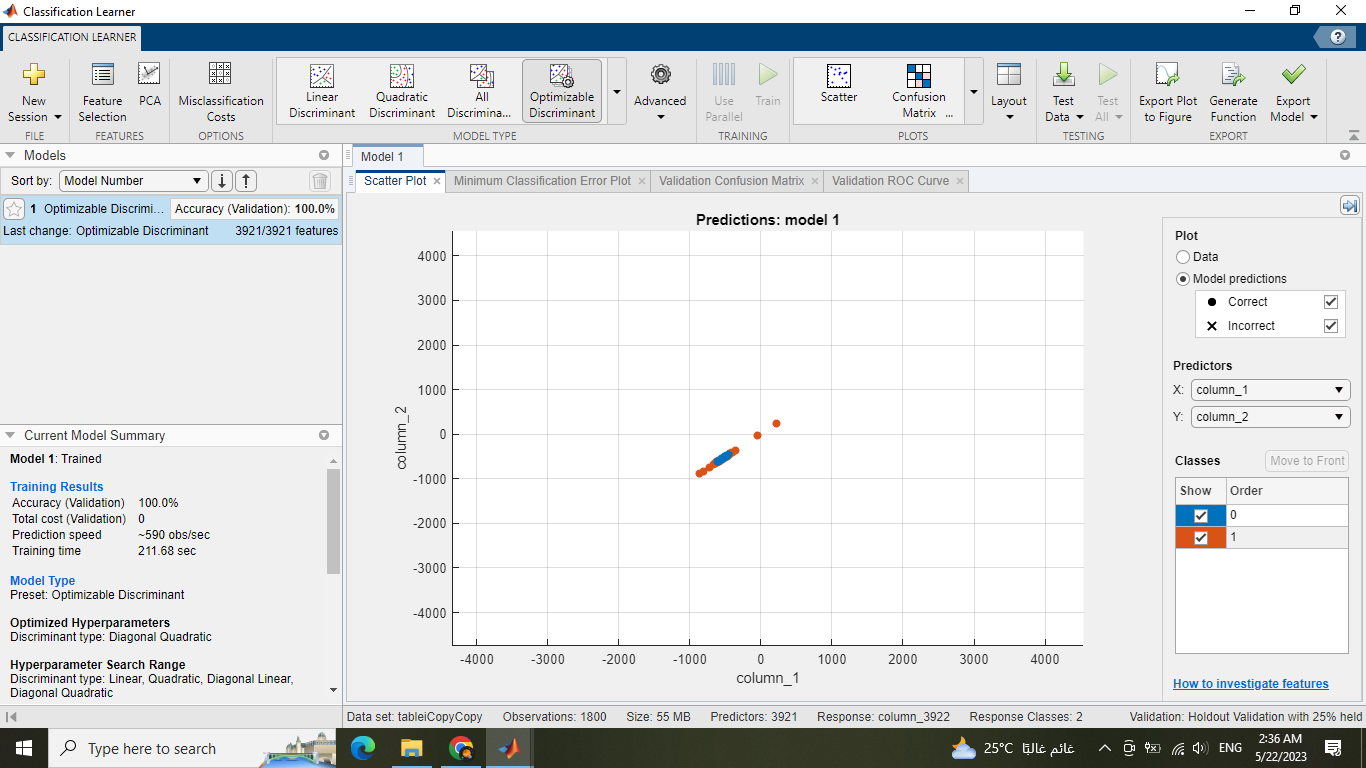 Classification Learner
CLASSIFICATION LEARNER
New Session
FILE
Feature Selection
PCA
FEATURES
Misclassification Costs
OPTIONS
Linear Discriminant
Quadratic Discriminant
All Discrimina...
Optimizable Discriminant
MODEL TYPE
Advanced
Use Parallel
Train
TRAINING
Scatter
Confusion Matrix ...
PLOTS
Layout
Test Data
Test All
TESTING
Export Plot to Figure
Generate Function
Export Model
EXPORT
Models
Sort by: Model Number
1 Optimizable Discrimi... Accuracy (Validation): 100.0%
Last change: Optimizable Discriminant 3921/3921 features
Current Model Summary
Model 1: Trained
Training Results
Accuracy (Validation) 100.0%
Total cost (Validation) 0
Prediction speed ~590 obs/sec
Training time 211.68 sec
Model Type
Preset: Optimizable Discriminant
Optimized Hyperparameters
Discriminant type: Diagonal Quadratic
Hyperparameter Search Range
Discriminant type: Linear, Quadratic, Diagonal Linear,
Diagonal Quadratic
Model 1
Scatter Plot
Minimum Classification Error Plot
Validation Confusion Matrix
Validation ROC Curve
Predictions: model 1
4000
3000
2000
1000
0
-1000
-2000
-3000
-4000
column_2
-4000 -3000 -2000 -1000 0 1000 2000 3000 4000
column_1
Plot
Data
Model predictions
Correct
Incorrect
Predictors
X: column_1
Y: column_2
Classes
Move to Front
Show Order
0
1
How to investigate features
Data set: tableiCopyCopy Observations: 1800 Size: 55 MB Predictors: 3921 Response: column_3922 Response Classes: 2 Validation: Holdout Validation with 25% held
Type here to search
25°C غائم غالبًا
ENG
2:36 AM
5/22/2023